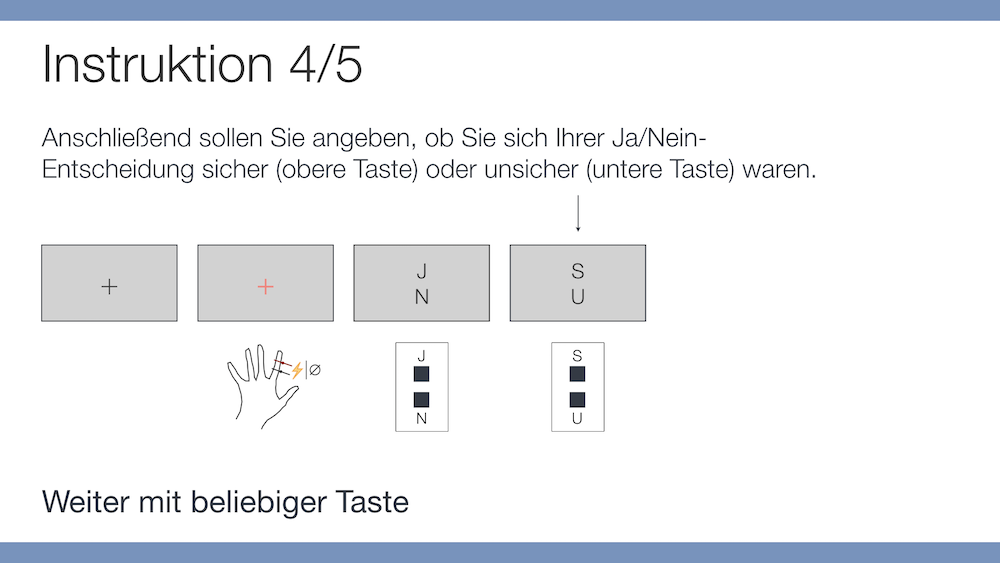 Instruktion 4/5
Anschließend sollen Sie angeben, ob Sie sich Ihrer Ja/Nein-
Entscheidung sicher (obere Taste) oder unsicher (untere Taste) waren.
+
+
J
N
S
U
|∅
J
N
S
U
Weiter mit beliebiger Taste